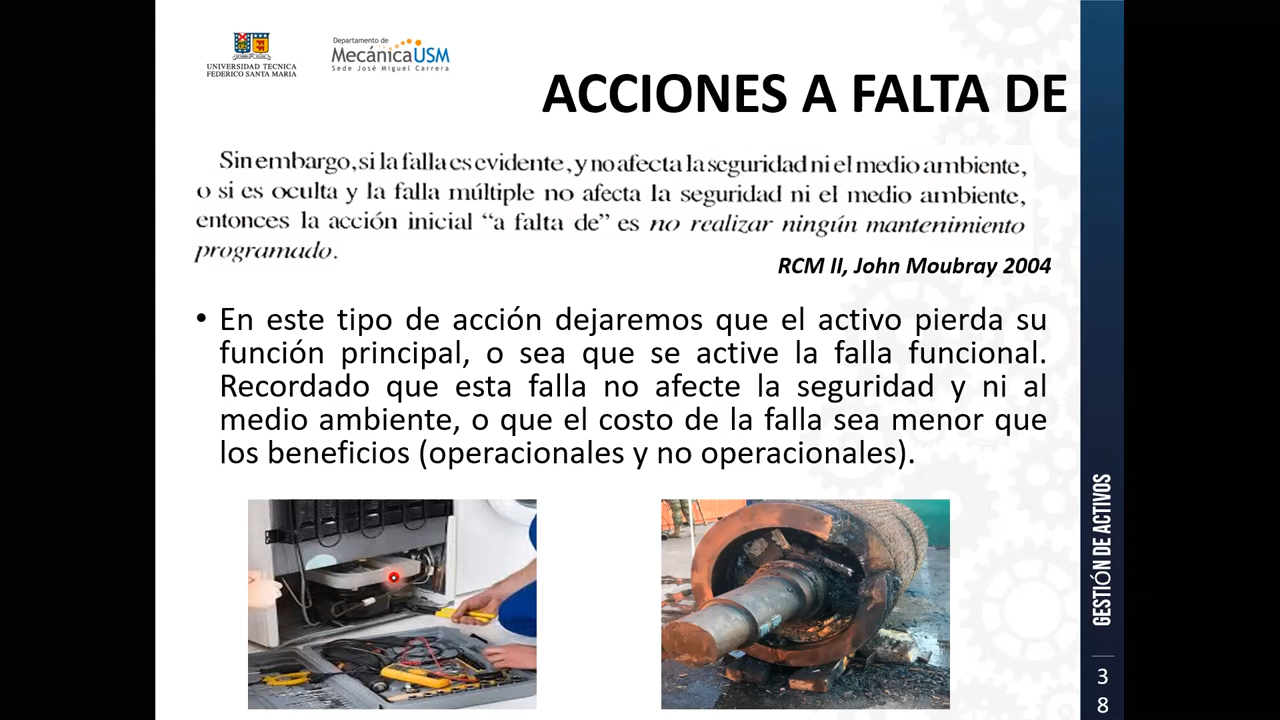 UNIVERSIDAD TECNICA
FEDERICO SANTA MARIA
Departamento de
MecánicaUSM
Sede José Miguel Carrera
ACCIONES A FALTA DE
Sin embargo, si la falla es evidente, y no afecta la seguridad ni el medio ambiente,
o si es oculta y la falla múltiple no afecta la seguridad ni el medio ambiente,
entonces la acción inicial “a falta de” es no realizar ningún mantenimiento
programado.
RCM II, John Moubray 2004
• En este tipo de acción dejaremos que el activo pierda su
función principal, o sea que se active la falla funcional.
Recordado que esta falla no afecte la seguridad y ni al
medio ambiente, o que el costo de la falla sea menor que
los beneficios (operacionales y no operacionales).
GESTIÓN DE ACTIVOS
3
8